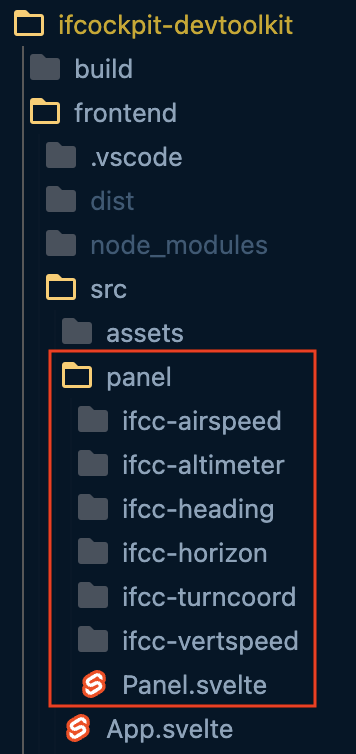 ifcockpit-devtoolkit
build
frontend
.vscode
dist
node_modules
src
assets
panel
ifcc-airspeed
ifcc-altimeter
ifcc-heading
ifcc-horizon
ifcc-turncoord
ifcc-vertspeed
Panel.svelte
App.svelte